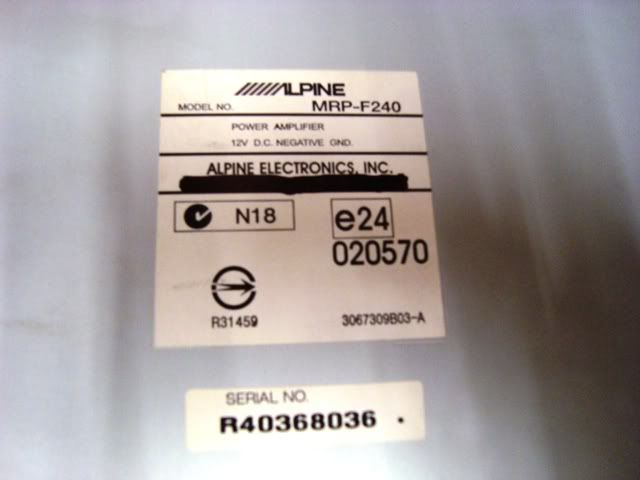 ALPINE
MODEL NO. MRP-F240
POWER AMPLIFIER
12V D.C. NEGATIVE GND.
ALPINE ELECTRONICS, INC.
N18 e24
020570
R31459 3067309B03-A
SERIAL NO.
R40368036 .